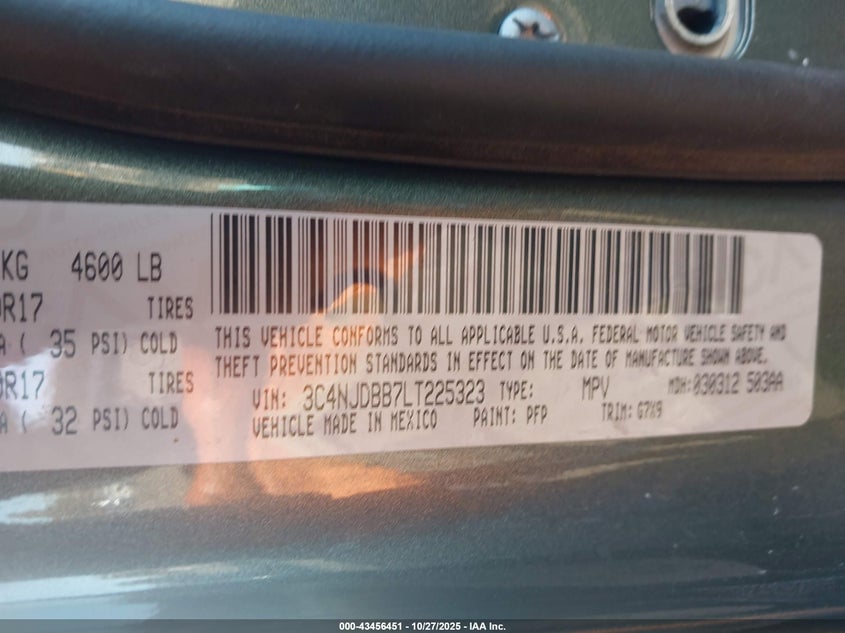 KG 4600 LB
0R17 TIRES
A ( 35 PSI) COLD
0R17 TIRES
A ( 32 PSI) COLD
THIS VEHICLE CONFORMS TO ALL APPLICABLE U.S.A. FEDERAL MOTOR VEHICLE SAFETY AND
THEFT PREVENTION STANDARDS IN EFFECT ON THE DATE OF MANUFACTURE SHOWN ABOVE.
VIN: 3C4NJDBB7LT225323 TYPE: MPV MDH:030312 503AA
VEHICLE MADE IN MEXICO PAINT: PFP TRIM: G7X9
000-43456451 - 10/27/2025 - IAA Inc.